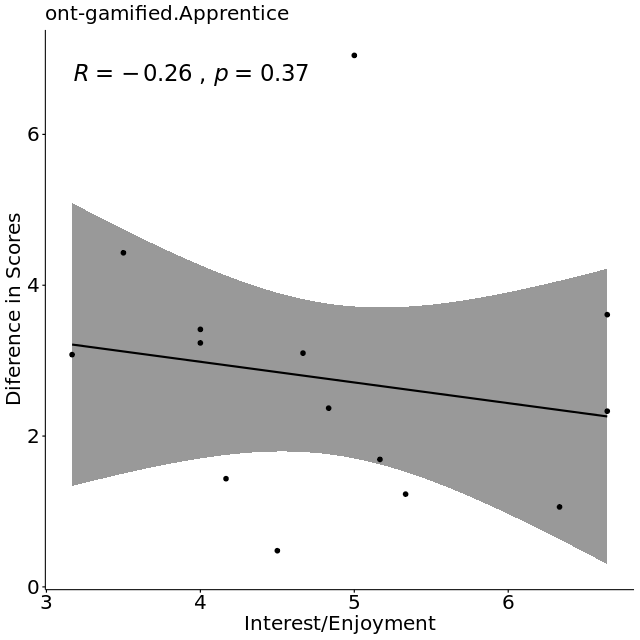 ont-gamified.Apprentice
R = −0.26 , p = 0.37
6
4
2
0
3 4 5 6
Diference in Scores
Interest/Enjoyment